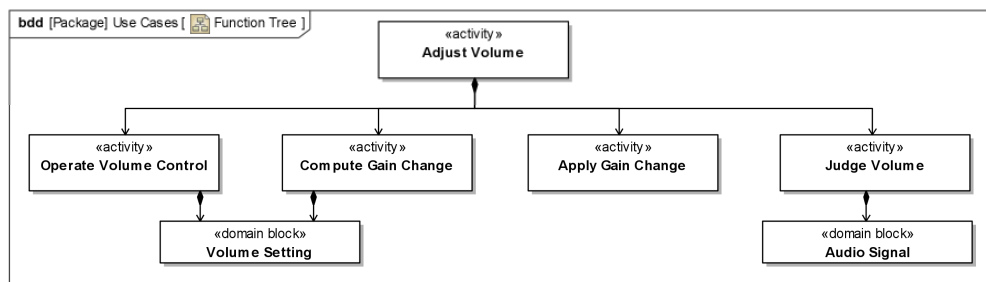 bdd [Package] Use Cases [ Function Tree ]
«activity»
Adjust Volume
«activity»
Operate Volume Control
«activity»
Compute Gain Change
«activity»
Apply Gain Change
«activity»
Judge Volume
«domain block»
Volume Setting
«domain block»
Audio Signal